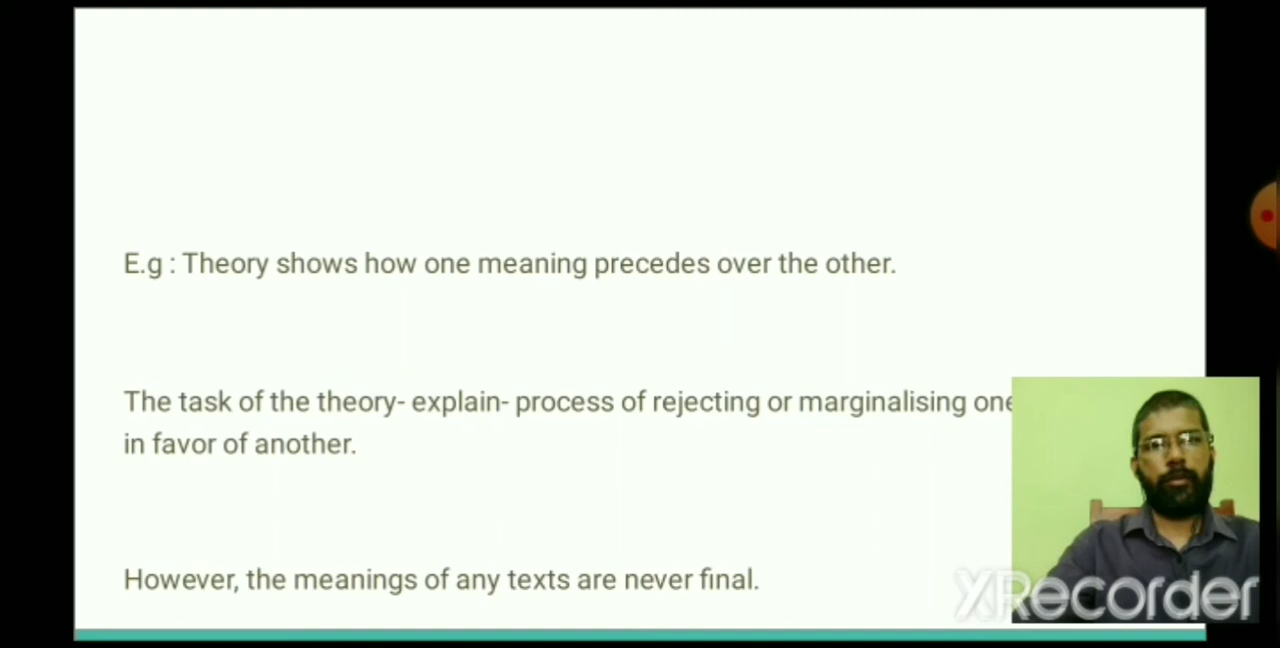 E.g : Theory shows how one meaning precedes over the other.
The task of the theory- explain- process of rejecting or marginalising one
in favor of another.
However, the meanings of any texts are never final.
XRecorder